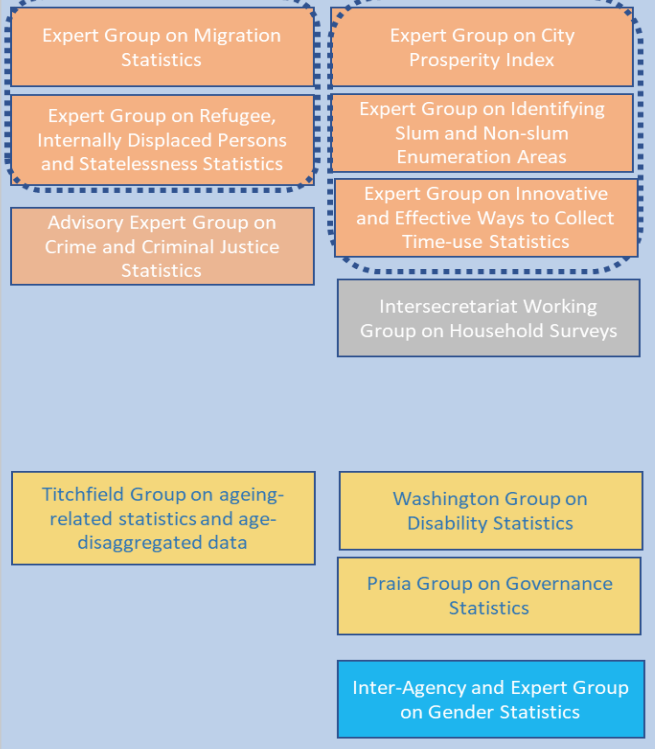 Expert Group on Migration
Statistics
Expert Group on Refugee,
Internally Displaced Persons
and Statelessness Statistics
Advisory Expert Group on
Crime and Criminal Justice
Statistics
Expert Group on City
Prosperity Index
Expert Group on Identifying
Slum and Non-slum
Enumeration Areas
Expert Group on Innovative
and Effective Ways to Collect
Time-use Statistics
Intersecretariat Working
Group on Household Surveys
Titchfield Group on ageing-
related statistics and age-
disaggregated data
Washington Group on
Disability Statistics
Praia Group on Governance
Statistics
Inter-Agency and Expert Group
on Gender Statistics